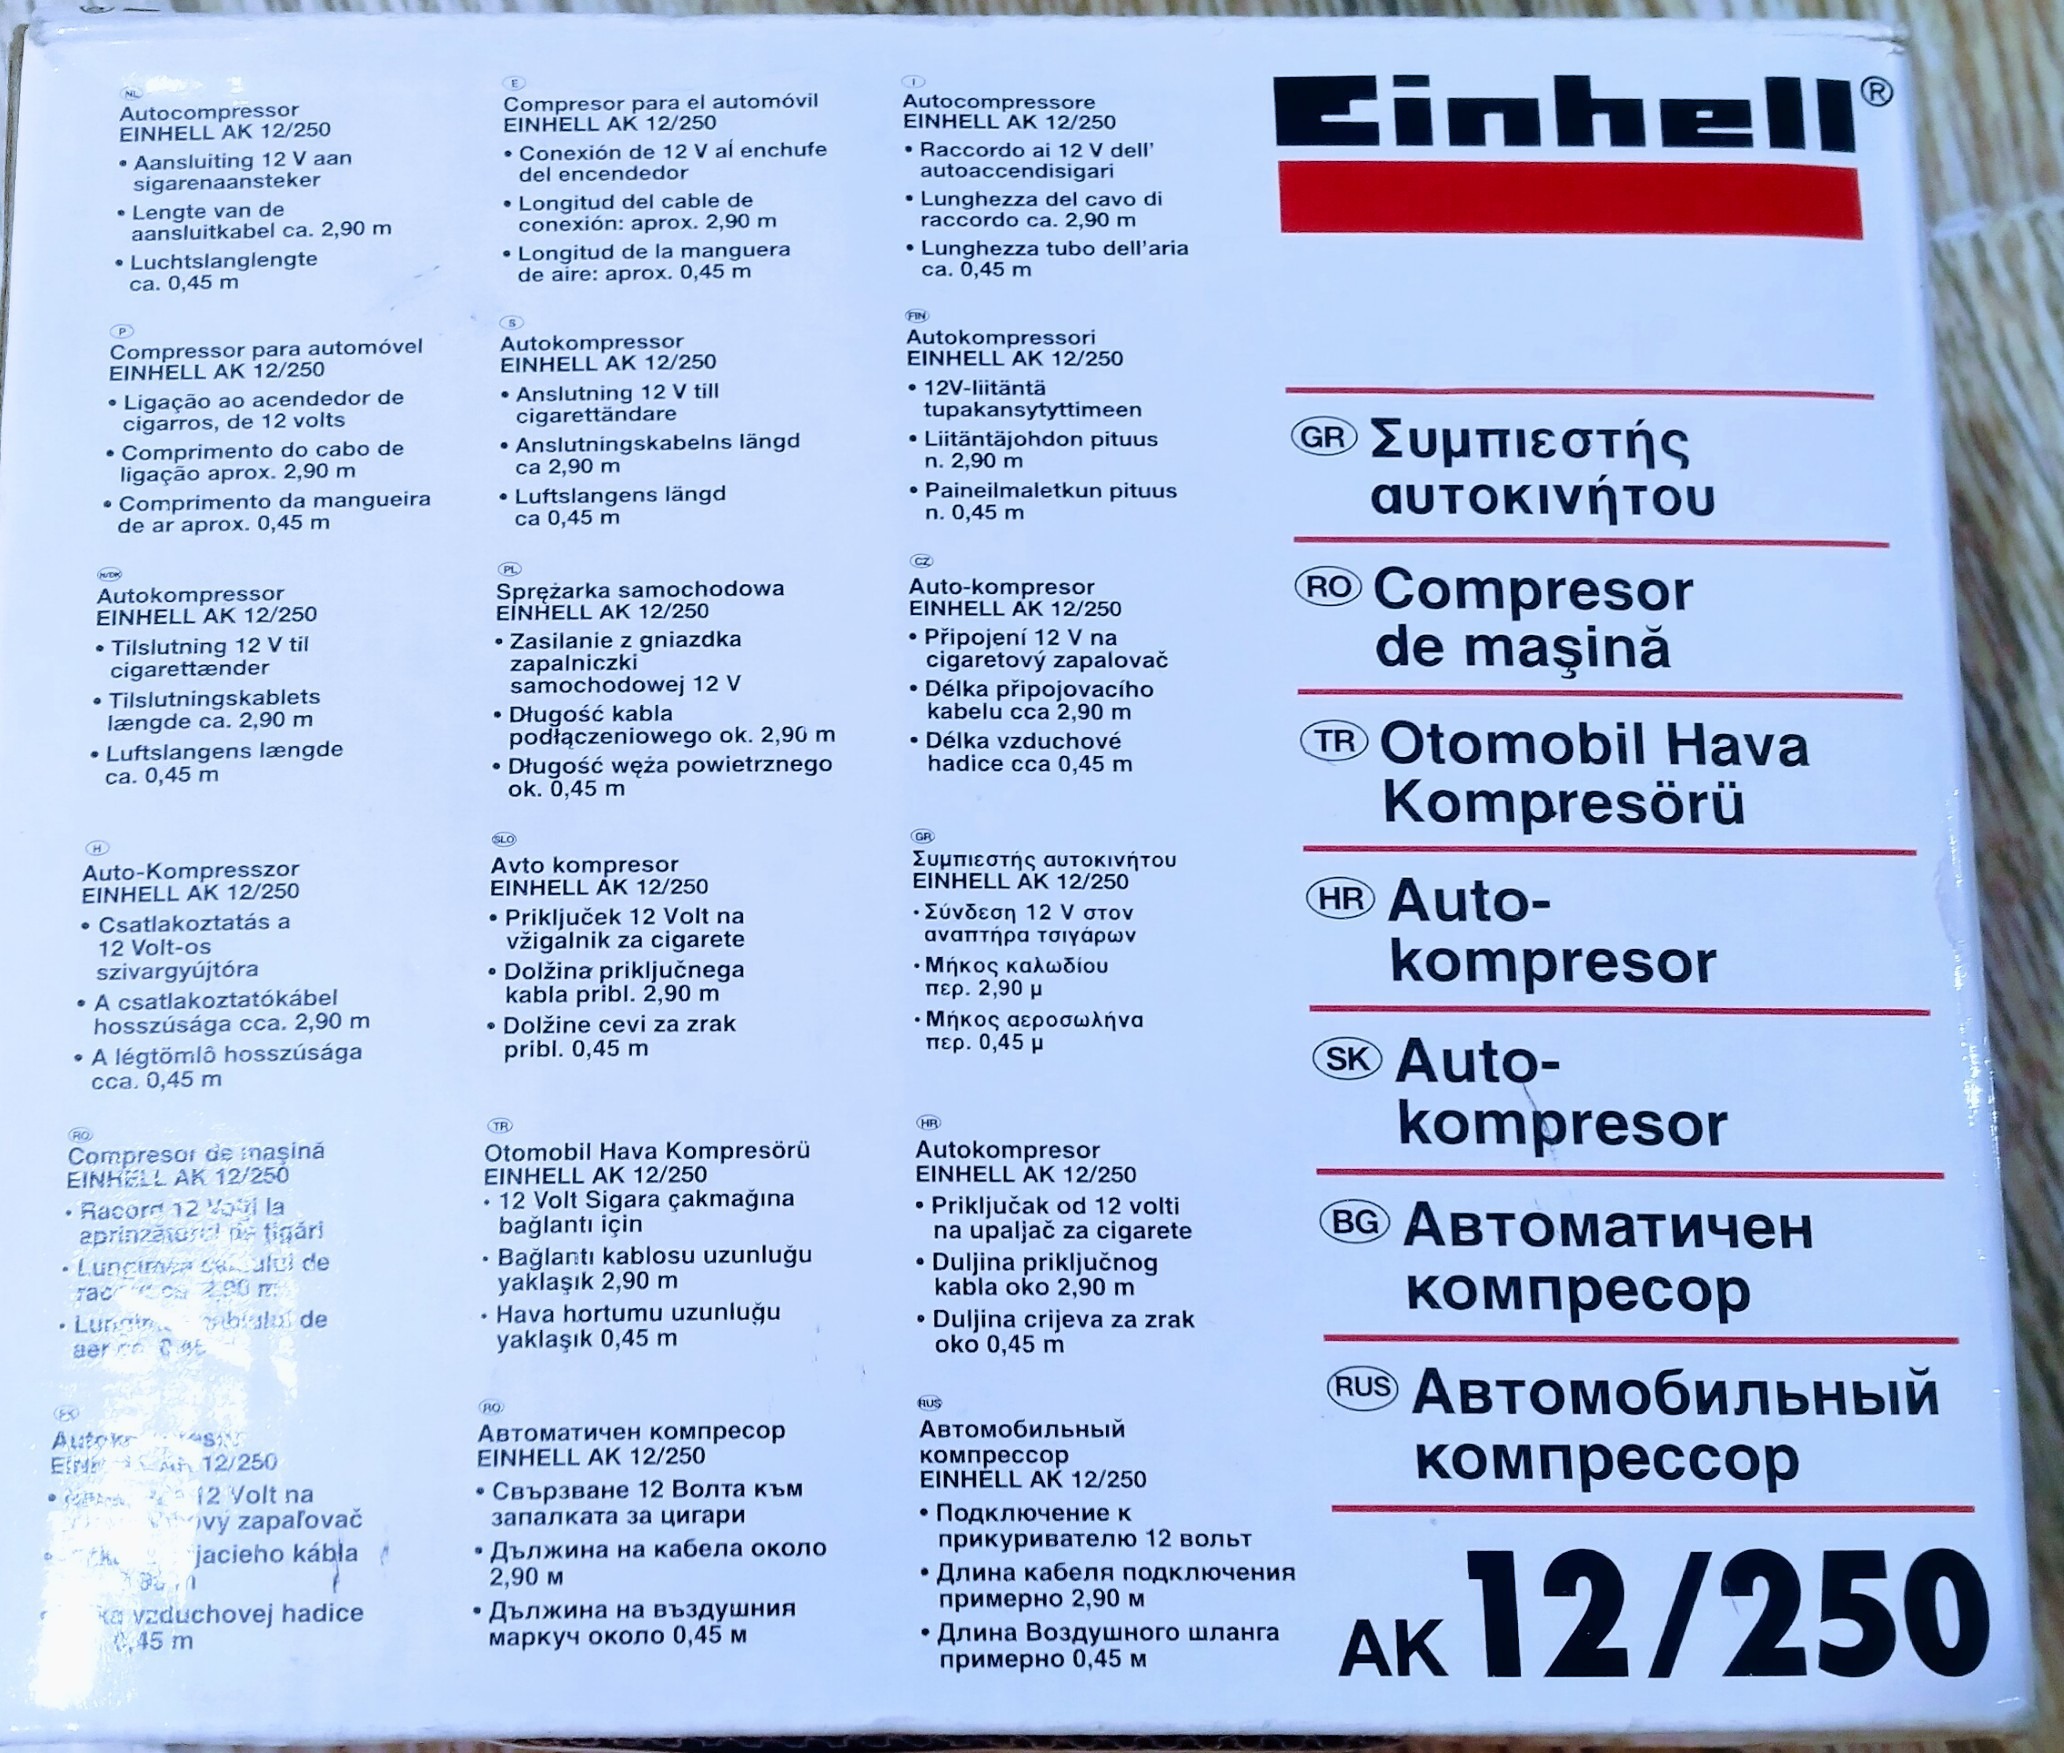 NL
Autocompressor
EINHELL AK 12/250
• Aansluiting 12 V aan
sigarenaansteker
• Lengte van de
aansluitkabel ca. 2,90 m
• Luchtslanglengte
ca. 0,45 m
P
Compressor para automóvel
EINHELL AK 12/250
• Ligação ao acendedor de
cigarros, de 12 volts
• Comprimento do cabo de
ligação aprox. 2,90 m
• Comprimento da mangueira
de ar aprox. 0,45 m
N/DK
Autokompressor
EINHELL AK 12/250
• Tilslutning 12 V til
cigarettænder
• Tilslutningskablets
længde ca. 2,90 m
• Luftslangens længde
ca. 0,45 m
H
Auto-Kompresszor
EINHELL AK 12/250
• Csatlakoztatás a
12 Volt-os
szivargyújtóra
• A csatlakoztatókábel
hosszúsága cca. 2,90 m
• A légtömlô hosszúsága
cca. 0,45 m
RO
Compresor de maşină
EINHELL AK 12/250
• Racord 12 Volţi la
ţigări
• Lungimea de
2,90 m
• de
aer
Autok
12/250
• 12 Volt na
zapaľovač
• kábla
vzduchovej hadice
0,45 m
E
Compresor para el automóvil
EINHELL AK 12/250
• Conexión de 12 V al enchufe
del encendedor
• Longitud del cable de
conexión: aprox. 2,90 m
• Longitud de la manguera
de aire: aprox. 0,45 m
S
Autokompressor
EINHELL AK 12/250
• Anslutning 12 V till
cigarettändare
• Anslutningskabelns längd
ca 2,90 m
• Luftslangens längd
ca 0,45 m
PL
Sprężarka samochodowa
EINHELL AK 12/250
• Zasilanie z gniazdka
zapalniczki
samochodowej 12 V
• Długość kabla
podłączeniowego ok. 2,90 m
• Długość węża powietrznego
ok. 0,45 m
SLO
Avto kompresor
EINHELL AK 12/250
• Priključek 12 Volt na
vžigalnik za cigarete
• Dolžina priključnega
kabla pribl. 2,90 m
• Dolžine cevi za zrak
pribl. 0,45 m
TR
Otomobil Hava Kompresörü
EINHELL AK 12/250
• 12 Volt Sigara çakmağına
bağlantı için
• Bağlantı kablosu uzunluğu
yaklaşık 2,90 m
• Hava hortumu uzunluğu
yaklaşık 0,45 m
RO
Автоматичен компресор
EINHELL AK 12/250
• Свързване 12 Волта към
запалката за цигари
• Дължина на кабела около
2,90 м
• Дължина на въздушния
маркуч около 0,45 м
I
Autocompressore
EINHELL AK 12/250
• Raccordo ai 12 V dell'
autoaccendisigari
• Lunghezza del cavo di
raccordo ca. 2,90 m
• Lunghezza tubo dell'aria
ca. 0,45 m
FIN
Autokompressori
EINHELL AK 12/250
• 12V-liitäntä
tupakansytyttimeen
• Liitäntäjohdon pituus
n. 2,90 m
• Paineilmaletkun pituus
n. 0,45 m
CZ
Auto-kompresor
EINHELL AK 12/250
• Připojení 12 V na
cigaretový zapalovač
• Délka připojovacího
kabelu cca 2,90 m
• Délka vzduchové
hadice cca 0,45 m
GR
Συμπιεστής αυτοκινήτου
EINHELL AK 12/250
• Σύνδεση 12 V στον
αναπτήρα τσιγάρων
• Μήκος καλωδίου
περ. 2,90 μ
• Μήκος αεροσωλήνα
περ. 0,45 μ
HR
Autokompresor
EINHELL AK 12/250
• Priključak od 12 volti
na upaljač za cigarete
• Duljina priključnog
kabla oko 2,90 m
• Duljina crijeva za zrak
oko 0,45 m
RUS
Автомобильный
компрессор
EINHELL AK 12/250
• Подключение к
прикуривателю 12 вольт
• Длина кабеля подключения
примерно 2,90 м
• Длина Воздушного шланга
примерно 0,45 м
Einhell®
GR Συμπιεστής
αυτοκινήτου
RO Compresor
de maşină
TR Otomobil Hava
Kompresörü
HR Auto-
kompresor
SK Auto-
kompresor
BG Автоматичен
компресор
RUS Автомобильный
компрессор
AK 12/250